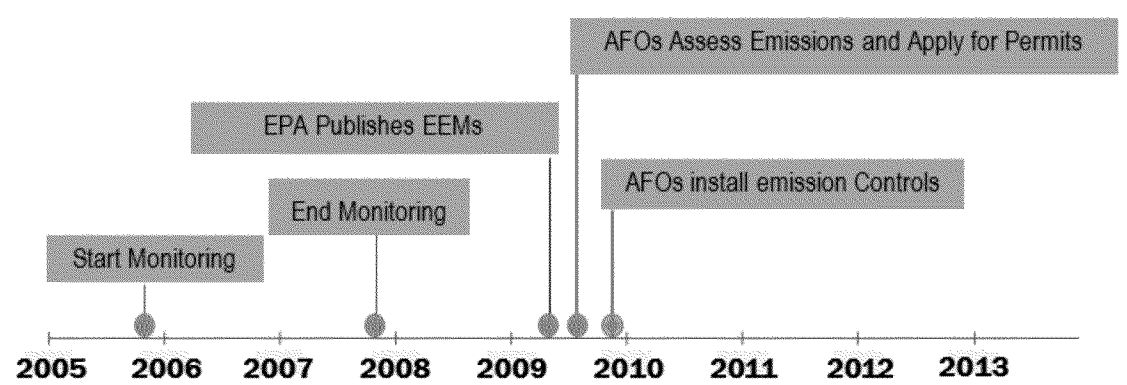 AFOs Assess Emissions and Apply for Permits
EPA Publishes EEMs
AFOs install emission Controls
End Monitoring
Start Monitoring
2005 2006 2007 2008 2009 2010 2011 2012 2013